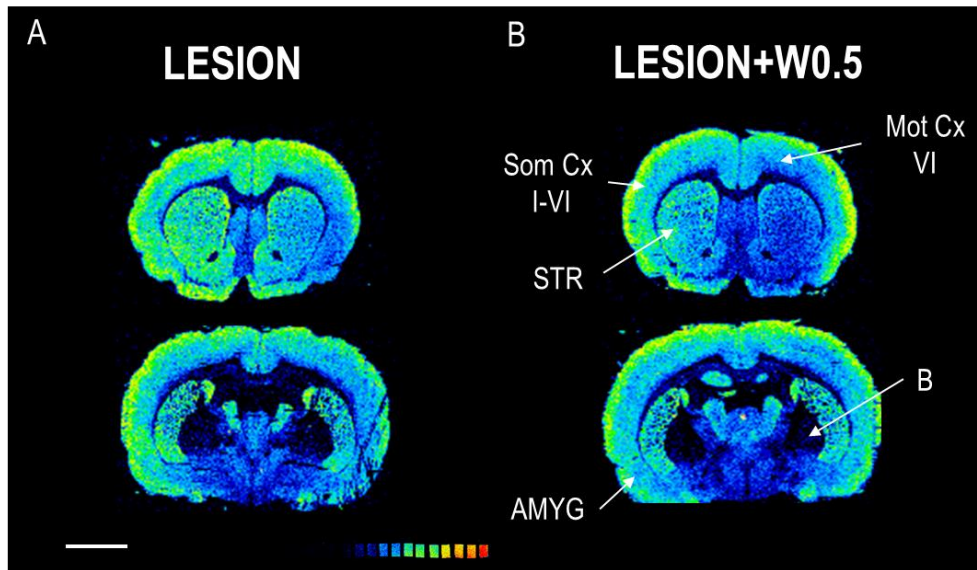 A
LESION
B
LESION+W0.5
Som Cx
I-VI
Mot Cx
VI
STR
B
AMYG